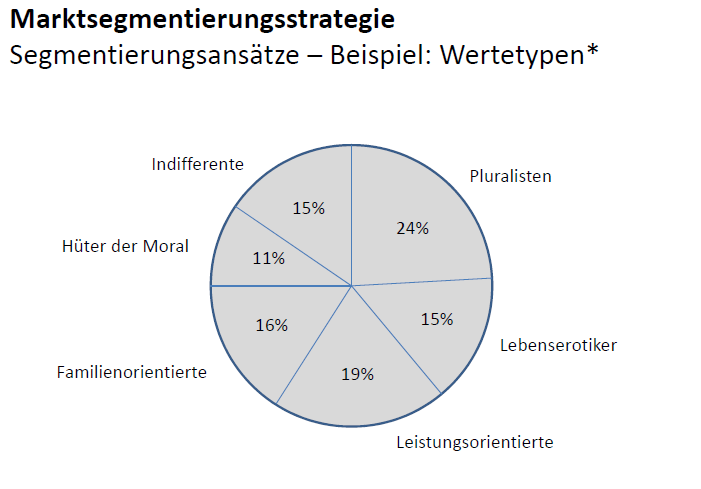 Marktsegmentierungsstrategie
Segmentierungsansätze – Beispiel: Wertetypen*
Indifferente
Pluralisten
15%
24%
Hüter der Moral
11%
16%
15%
Lebenserotiker
Familienorientierte
19%
Leistungsorientierte